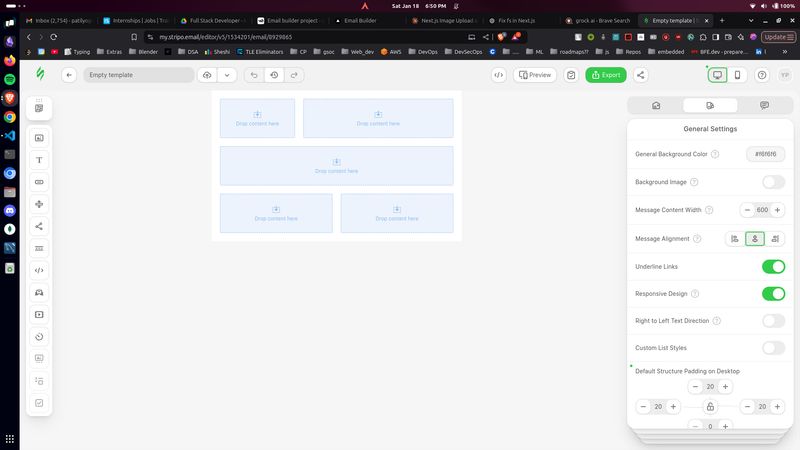 Sat Jan 18 6:50 PM
100%
Inbox (2,754) - patilyog
Internships | Jobs | Tra
Full Stack Developer -
Email builder project -
Email Builder
Next.js Image Upload
Fix fs in Next.js
grock ai - Brave Search
Empty template | Str
my.stripo.email/editor/v5/1534201/email/8929865
Update
Typing
Extras
Blender
DSA
Sheshi
TLE Eliminators
CP
gsoc
Web_dev
AWS
DevOps
DevSecOps
ML
roadmaps??
js
Repos
embedded
BFE.dev - prepare...
Empty template
Preview
Export
YP
Drop content here
Drop content here
Drop content here
Drop content here
Drop content here
General Settings
General Background Color ?
#f6f6f6
Background Image ?
Message Content Width ?
− 600 +
Message Alignment ?
Underline Links
Responsive Design ?
Right to Left Text Direction ?
Custom List Styles
Default Structure Padding on Desktop
− 20 +
− 20 +
− 20 +
− 0 +